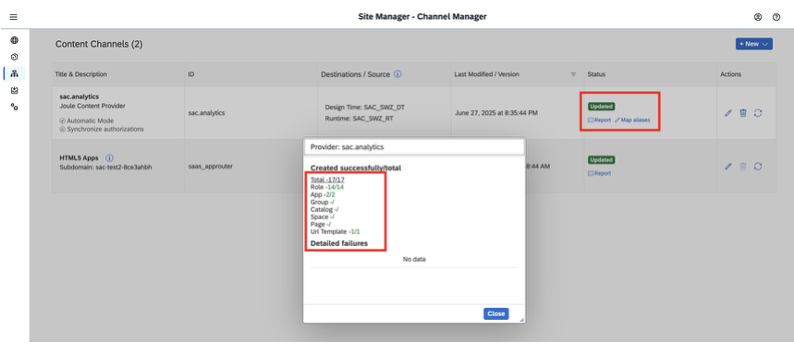 Site Manager - Channel Manager
Content Channels (2)
+ New
Title & Description
ID
Destinations / Source
Last Modified / Version
Status
Actions
sac.analytics
Joule Content Provider
Automatic Mode
Synchronize authorizations
sac.analytics
Design Time: SAC_SWZ_DT
Runtime: SAC_SWZ_RT
June 27, 2025 at 8:35:44 PM
Updated
Report
Map aliases
HTML5 Apps
Subdomain: sac-test2-8ce3ahbh
saas_approuter
8:44 AM
Updated
Report
Provider: sac.analytics
Created successfully/total
Total -17/17
Role -14/14
App -2/2
Group -/
Catalog -/
Space -/
Page -/
Url Template -1/1
Detailed failures
No data
Close